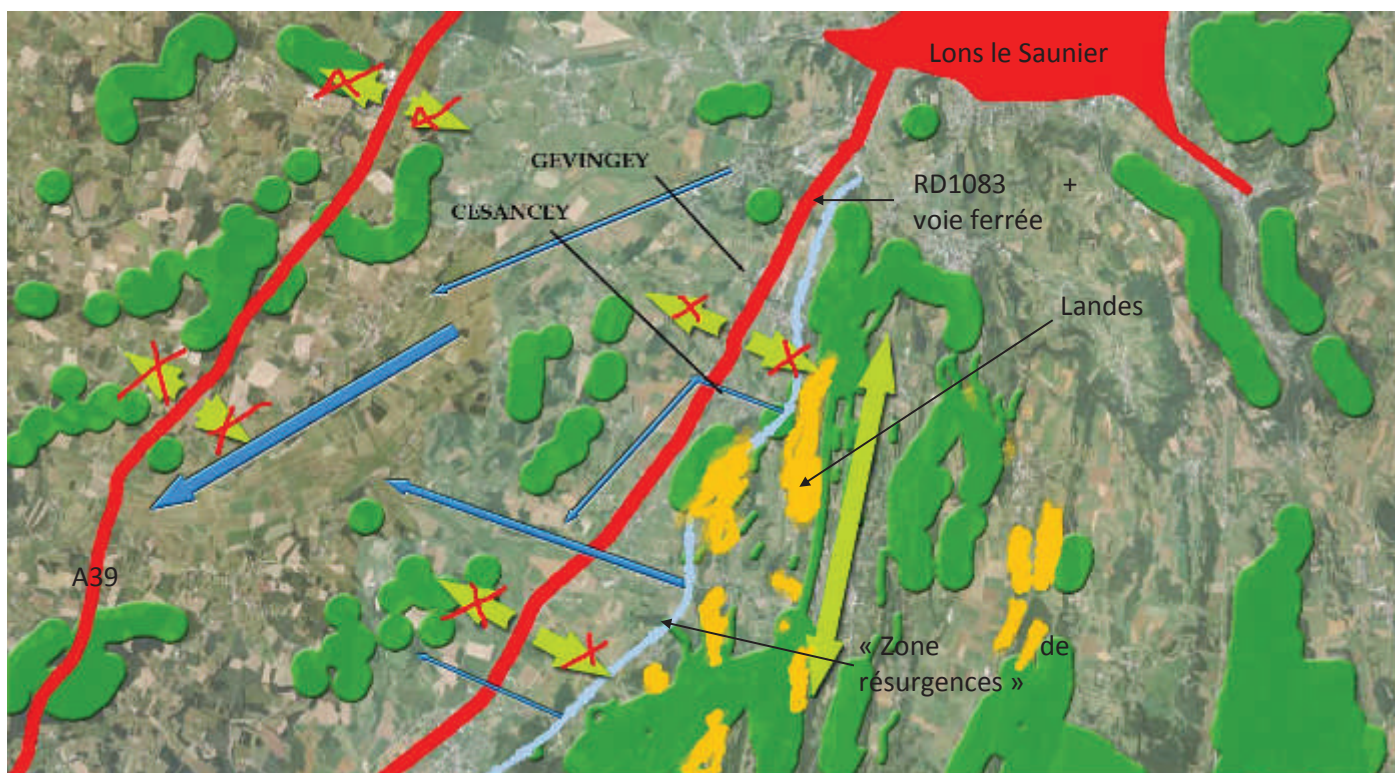 Lons le Saunier
GEVINGEY
RD1083 +
voie ferrée
CESANCEY
Landes
A39
« Zone de
résurgences »